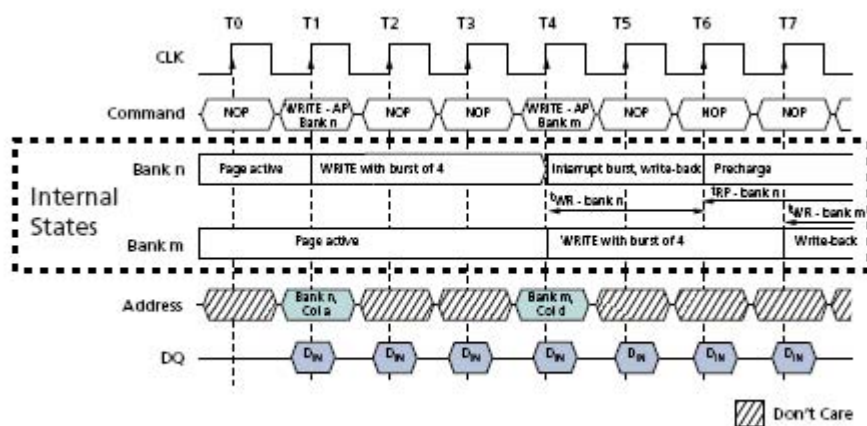 T0 T1 T2 T3 T4 T5 T6 T7
CLK
Command NOP WRITE - AP Bank n NOP NOP WRITE - AP Bank m NOP NOP NOP
Internal States
Bank n Page active WRITE with burst of 4 Interrupt burst, write-back Precharge
tWR - bank n tRP - bank n
tWR - bank m
Bank m Page active WRITE with burst of 4 Write-back
Address Bank n, Col a Bank m, Col d
DQ DIN DIN DIN DIN DIN DIN DIN
Don't Care